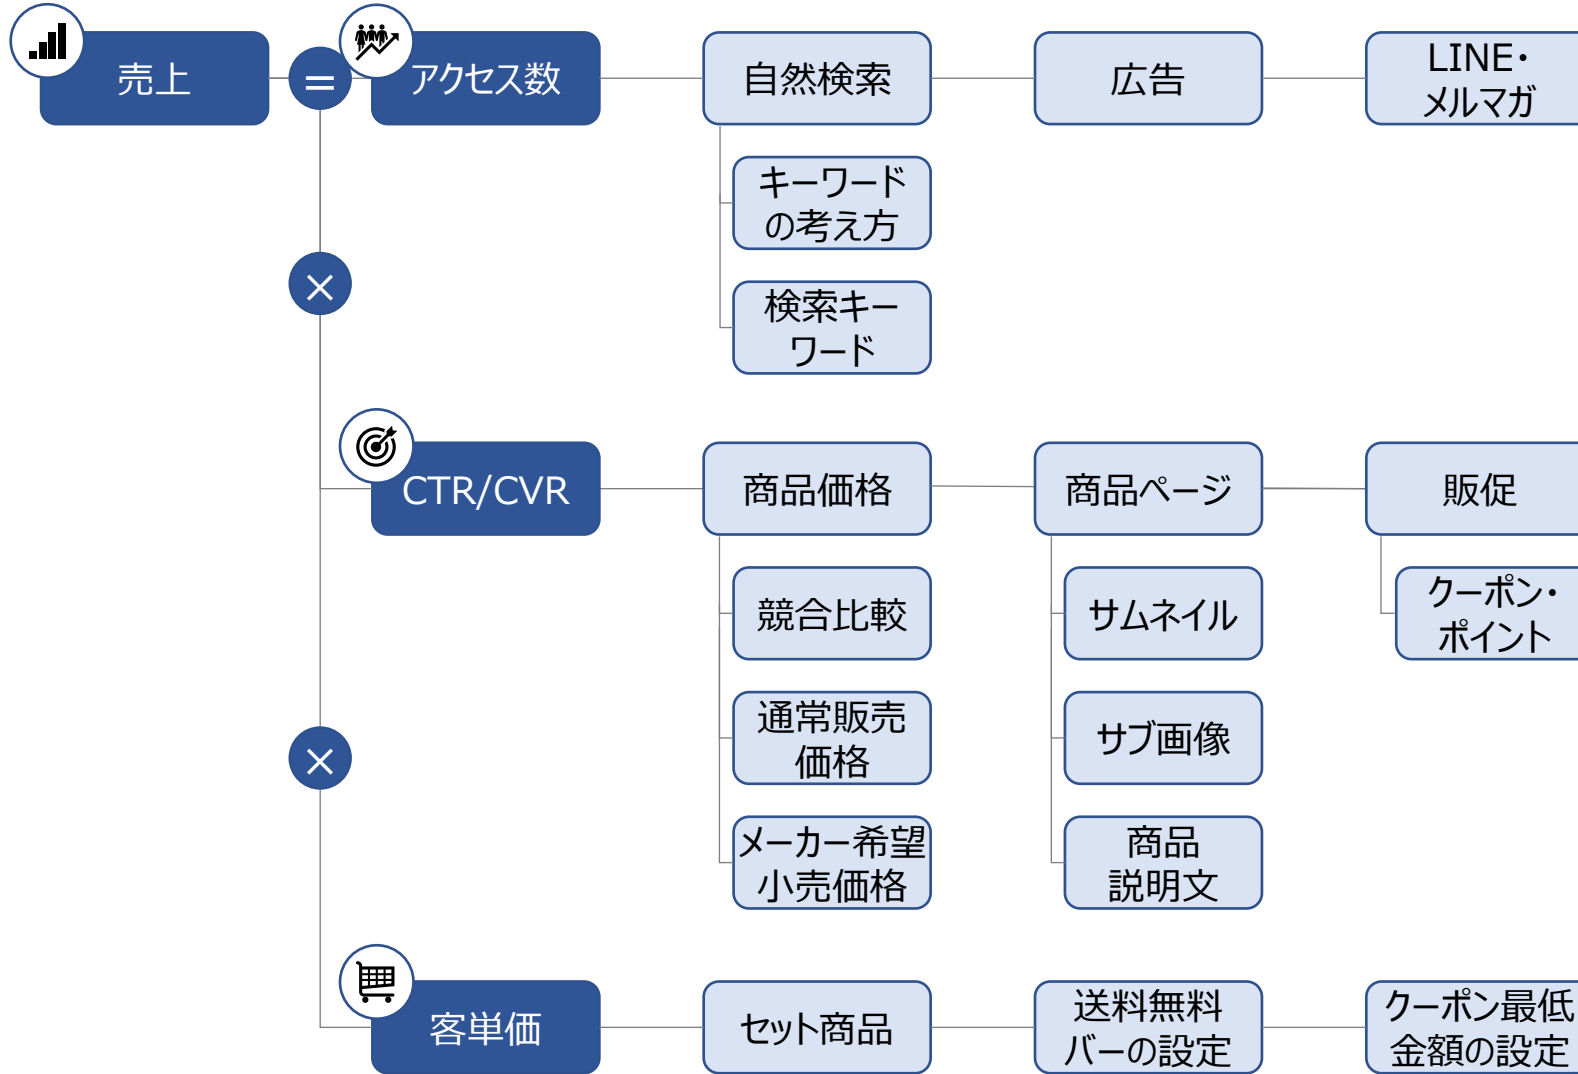 売上
=
アクセス数
自然検索
広告
LINE・
メルマガ
キーワード
の考え方
×
検索キー
ワード
CTR/CVR
商品価格
商品ページ
販促
競合比較
サムネイル
クーポン・
ポイント
通常販売
価格
サブ画像
×
メーカー希望
小売価格
商品
説明文
客単価
セット商品
送料無料
バーの設定
クーポン最低
金額の設定